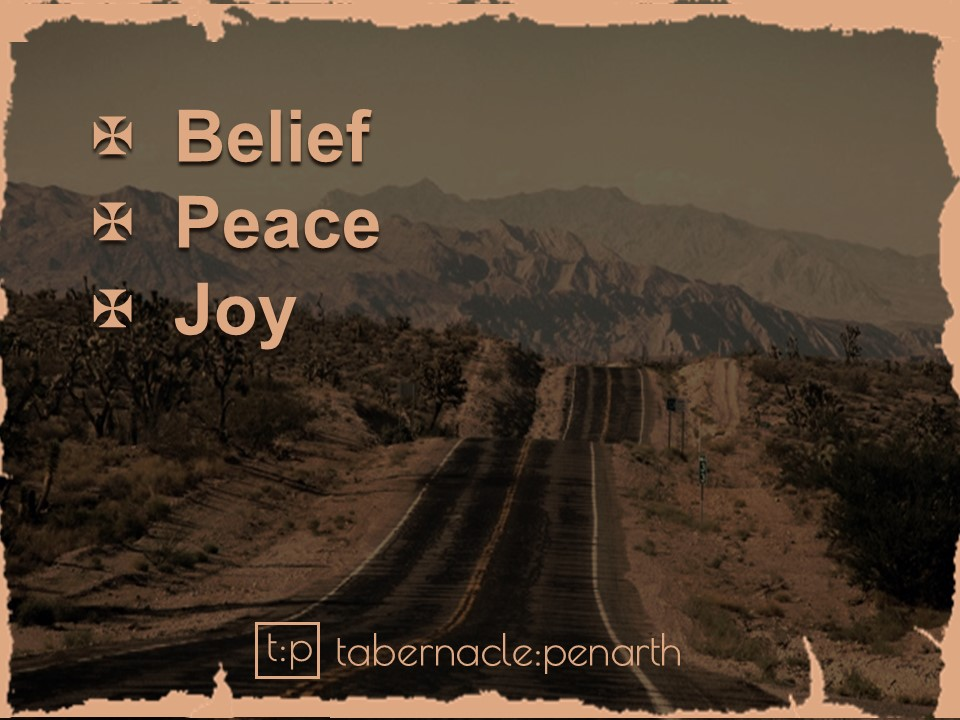 ✠ Belief
✠ Peace
✠ Joy
t:p tabernacle:penarth